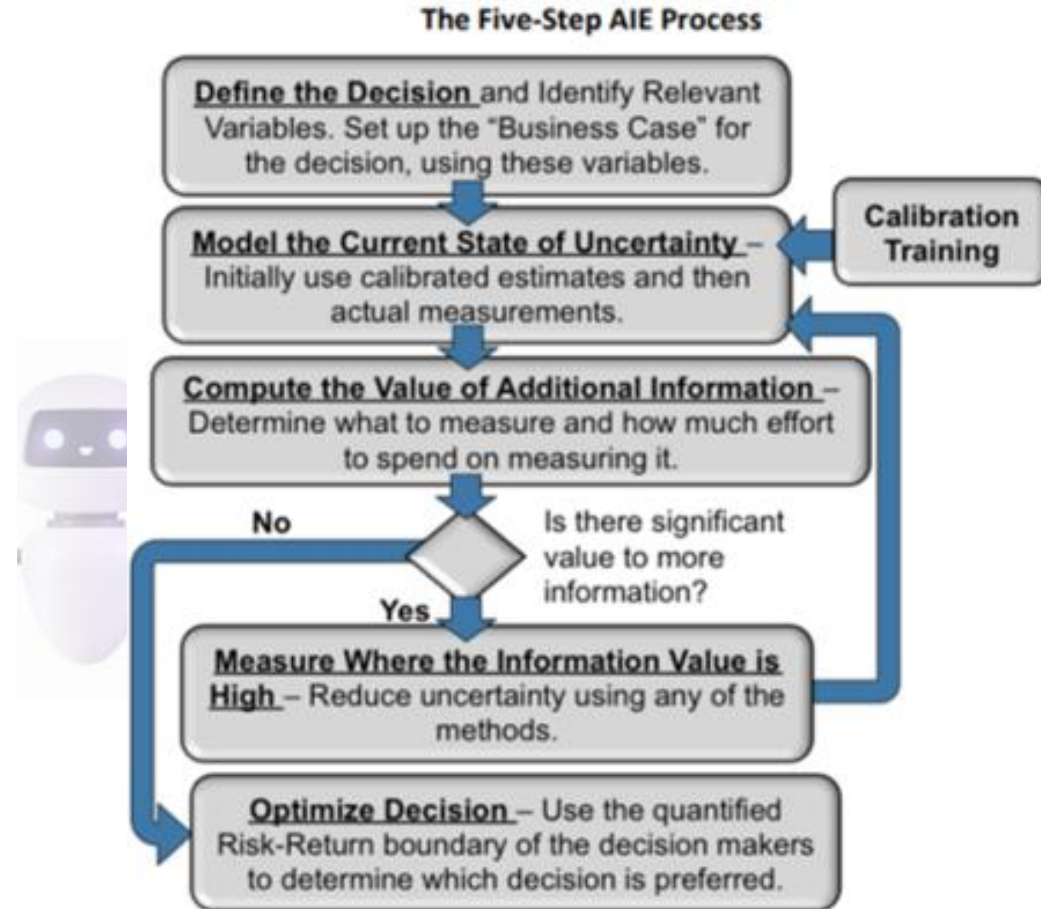 The Five-Step AIE Process
Define the Decision and Identify Relevant
Variables. Set up the “Business Case” for
the decision, using these variables.
Calibration
Training
Model the Current State of Uncertainty –
Initially use calibrated estimates and then
actual measurements.
Compute the Value of Additional Information –
Determine what to measure and how much effort
to spend on measuring it.
No
Is there significant
value to more
information?
Yes
Measure Where the Information Value is
High – Reduce uncertainty using any of the
methods.
Optimize Decision – Use the quantified
Risk-Return boundary of the decision makers
to determine which decision is preferred.